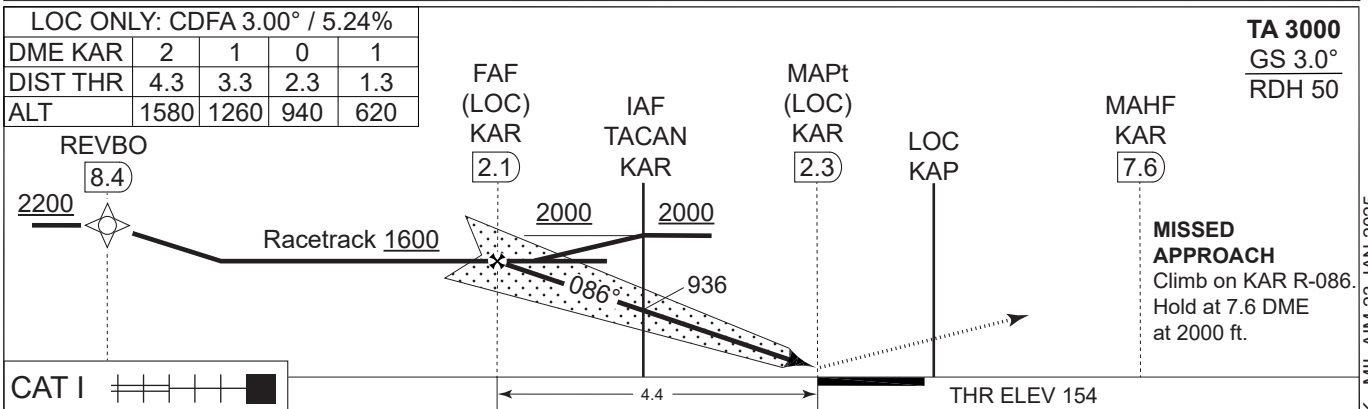 LOC ONLY: CDFA 3.00° / 5.24%
DME KAR 2 1 0 1
DIST THR 4.3 3.3 2.3 1.3
ALT 1580 1260 940 620
TA 3000
GS 3.0°
RDH 50
REVBO
8.4
2200
FAF
(LOC)
KAR
2.1
IAF
TACAN
KAR
MAPt
(LOC)
KAR
2.3
LOC
KAP
MAHF
KAR
7.6
Racetrack 1600
2000 2000
086°
936
MISSED
APPROACH
Climb on KAR R-086.
Hold at 7.6 DME
at 2000 ft.
CAT I
4.4
THR ELEV 154